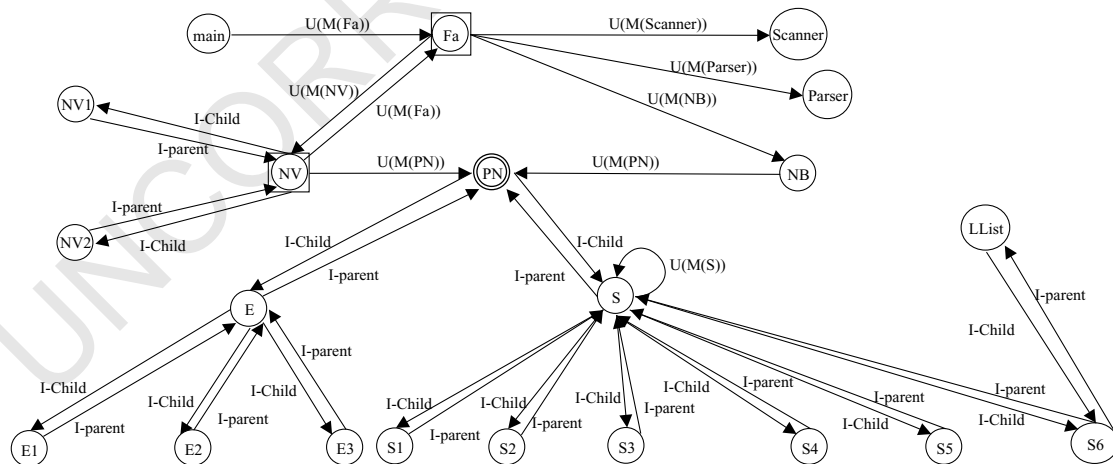 U(M(Fa))
U(M(Scanner))
main
Fa
Scanner
U(M(Parser))
U(M(NV))
Parser
NV1
I-Child
U(M(Fa))
U(M(NB))
I-parent
U(M(PN))
U(M(PN))
NV
PN
NB
I-parent
NV2
I-Child
LList
I-Child
I-Child
U(M(S))
I-parent
I-parent
I-parent
S
E
I-Child
I-parent
I-Child
I-Child
I-Child
I-Child
I-Child
I-Child
I-Child
I-parent
I-parent
I-parent
I-parent
I-parent
I-parent
I-parent
I-parent
I-Child
I-Child
E1
E2
E3
S1
S2
S3
S4
S5
S6
UNCORR